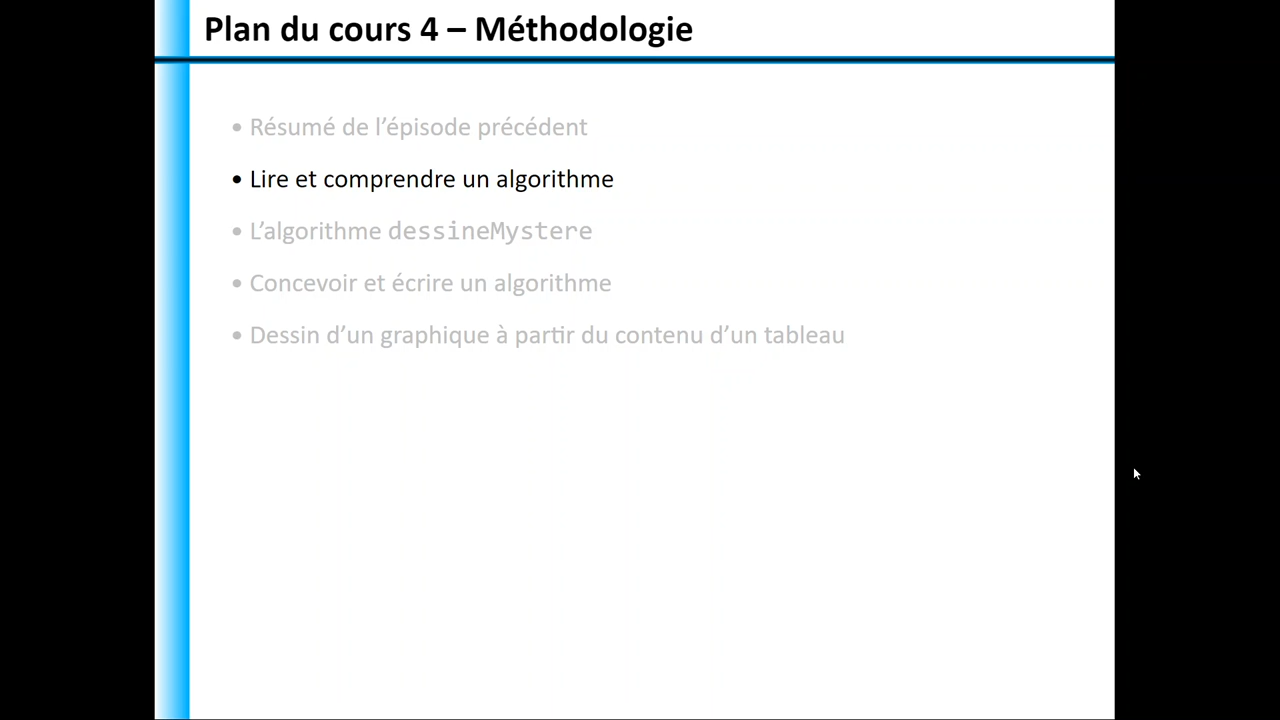 Plan du cours 4 – Méthodologie
• Résumé de l’épisode précédent
• Lire et comprendre un algorithme
• L’algorithme dessineMystere
• Concevoir et écrire un algorithme
• Dessin d’un graphique à partir du contenu d’un tableau